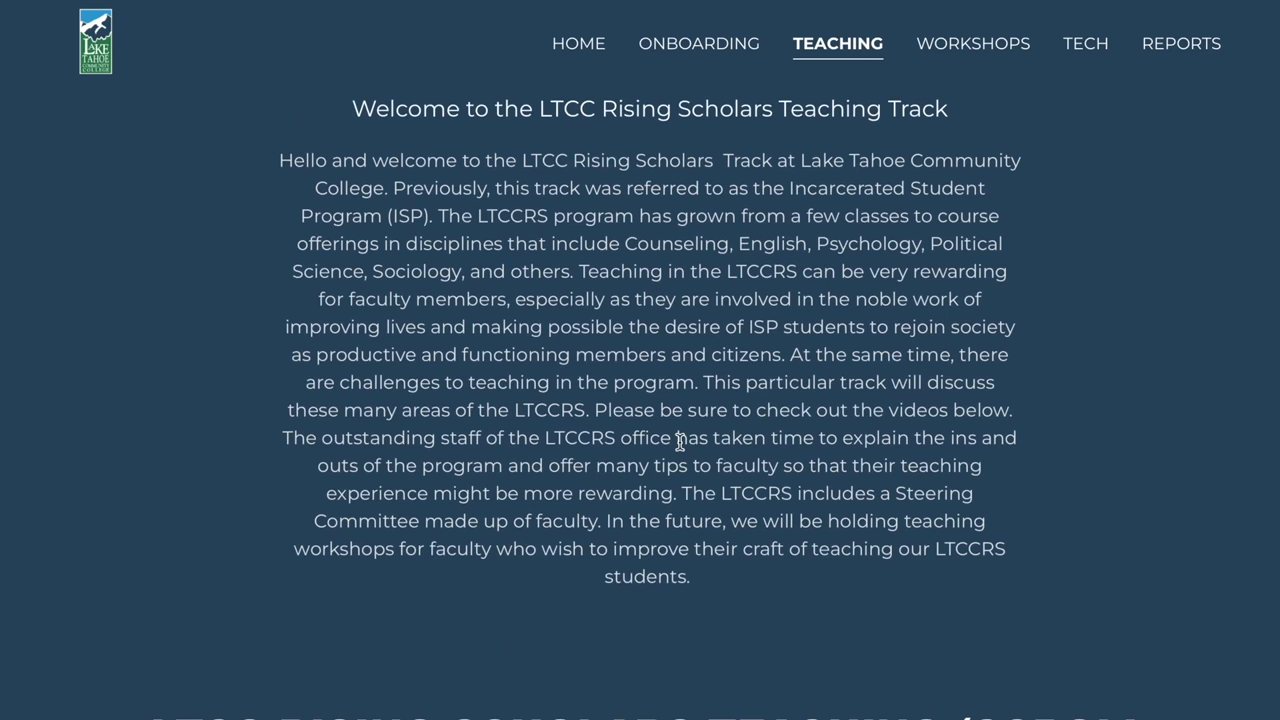 LAKE
TAHOE
COMMUNITY
COLLEGE
HOME ONBOARDING TEACHING WORKSHOPS TECH REPORTS
Welcome to the LTCC Rising Scholars Teaching Track
Hello and welcome to the LTCC Rising Scholars  Track at Lake Tahoe Community
College. Previously, this track was referred to as the Incarcerated Student
Program (ISP). The LTCCRS program has grown from a few classes to course
offerings in disciplines that include Counseling, English, Psychology, Political
Science, Sociology, and others. Teaching in the LTCCRS can be very rewarding
for faculty members, especially as they are involved in the noble work of
improving lives and making possible the desire of ISP students to rejoin society
as productive and functioning members and citizens. At the same time, there
are challenges to teaching in the program. This particular track will discuss
these many areas of the LTCCRS. Please be sure to check out the videos below.
The outstanding staff of the LTCCRS office has taken time to explain the ins and
outs of the program and offer many tips to faculty so that their teaching
experience might be more rewarding. The LTCCRS includes a Steering
Committee made up of faculty. In the future, we will be holding teaching
workshops for faculty who wish to improve their craft of teaching our LTCCRS
students.